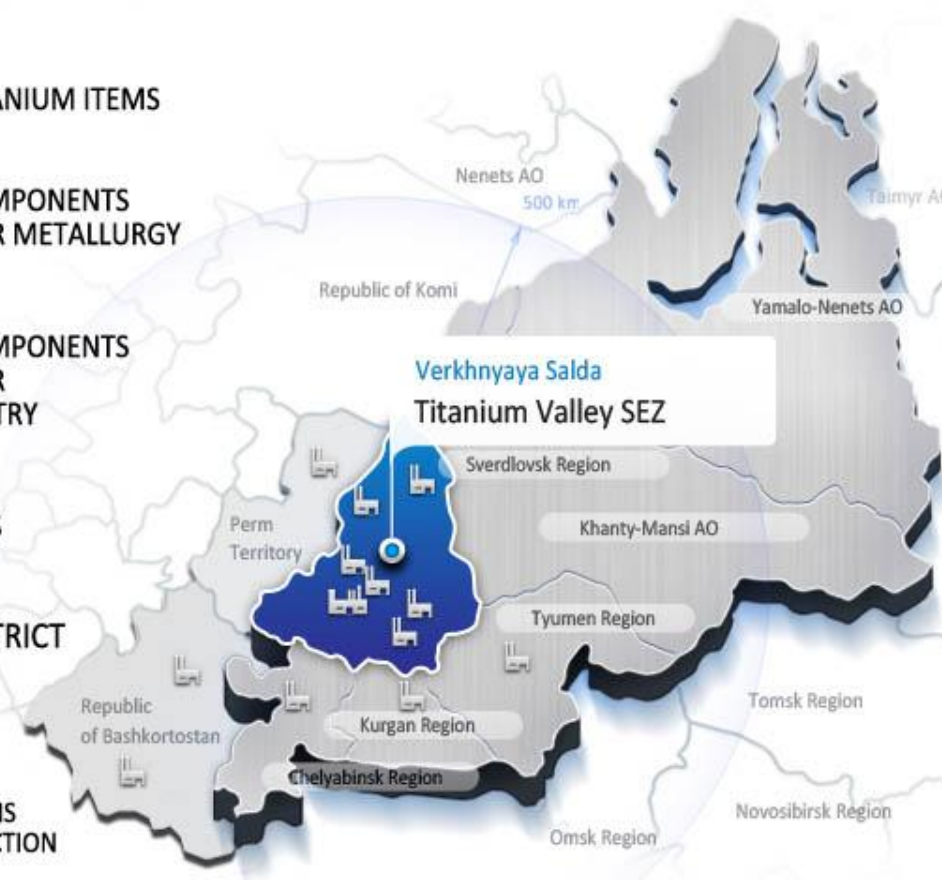 ANIUM ITEMS
MPONENTS
R METALLURGY
MPONENTS
R
TRY
S
TRICT
IS
CTION
Nenets AO
500 km
Taimyr A
Republic of Komi
Yamalo-Nenets AO
Verkhnyaya Salda
Titanium Valley SEZ
Sverdlovsk Region
Khanty-Mansi AO
Perm
Territory
Tyumen Region
Republic
of Bashkortostan
Kurgan Region
Chelyabinsk Region
Tomsk Region
Novosibirsk Region
Omsk Region